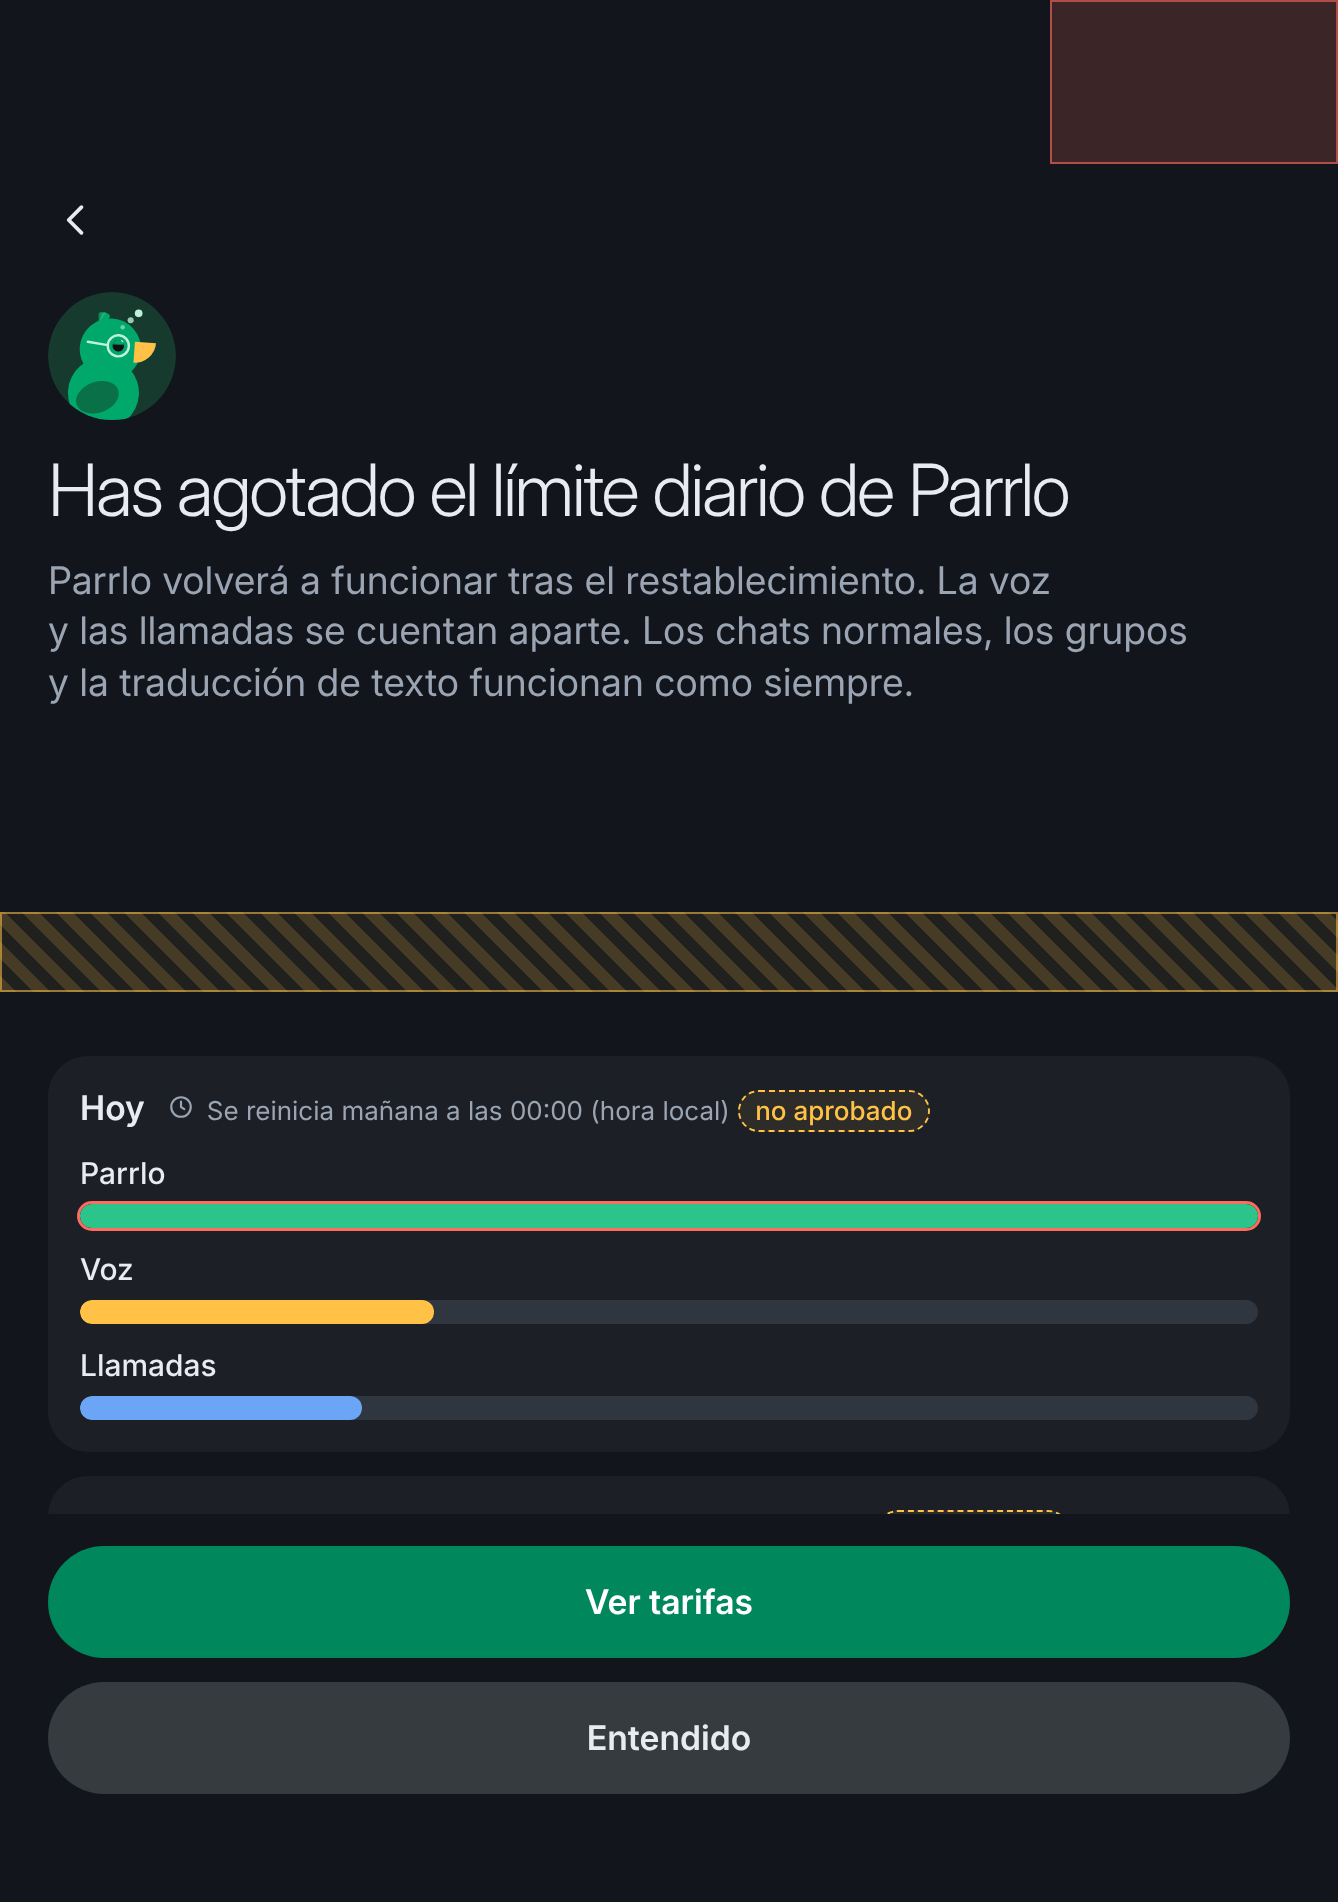 Has agotado el límite diario de Parrlo
Parrlo volverá a funcionar tras el restablecimiento. La voz
y las llamadas se cuentan aparte. Los chats normales, los grupos
y la traducción de texto funcionan como siempre.
Hoy Se reinicia mañana a las 00:00 (hora local) no aprobado
Parrlo
Voz
Llamadas
Ver tarifas
Entendido